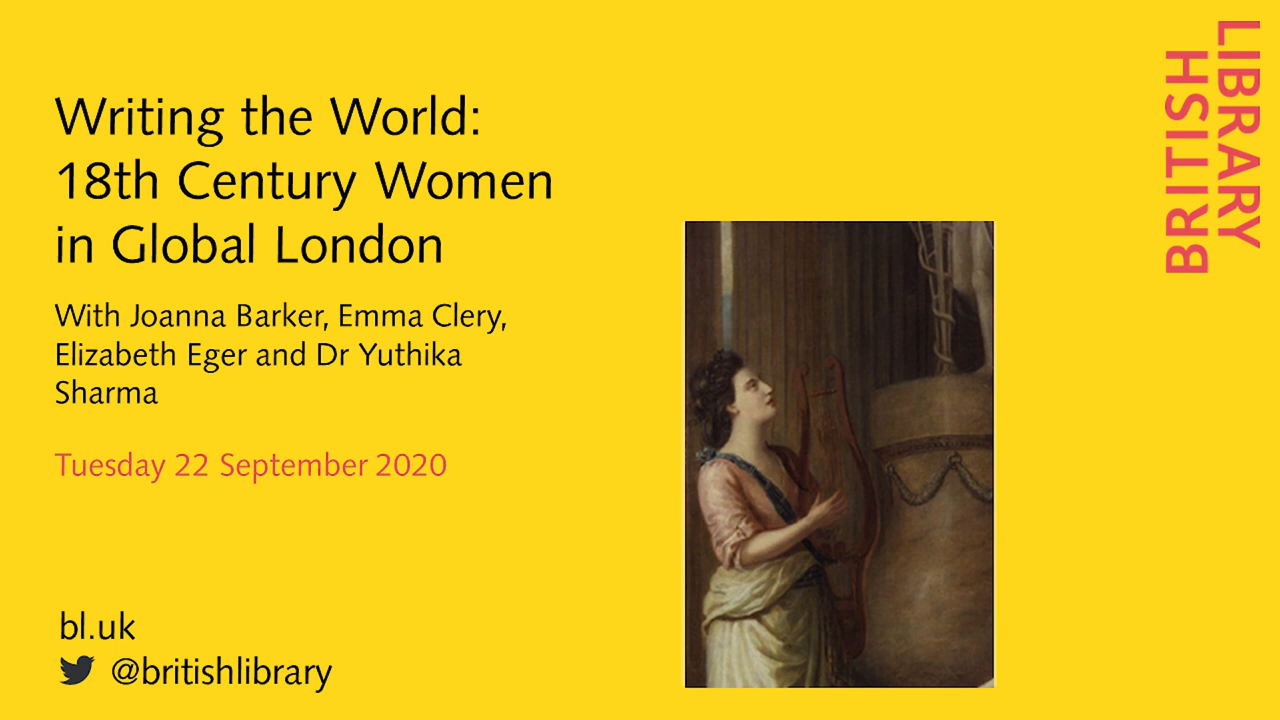 Writing the World:
18th Century Women
in Global London
With Joanna Barker, Emma Clery,
Elizabeth Eger and Dr Yuthika
Sharma
Tuesday 22 September 2020
bl.uk
@britishlibrary
BRITISH
LIBRARY